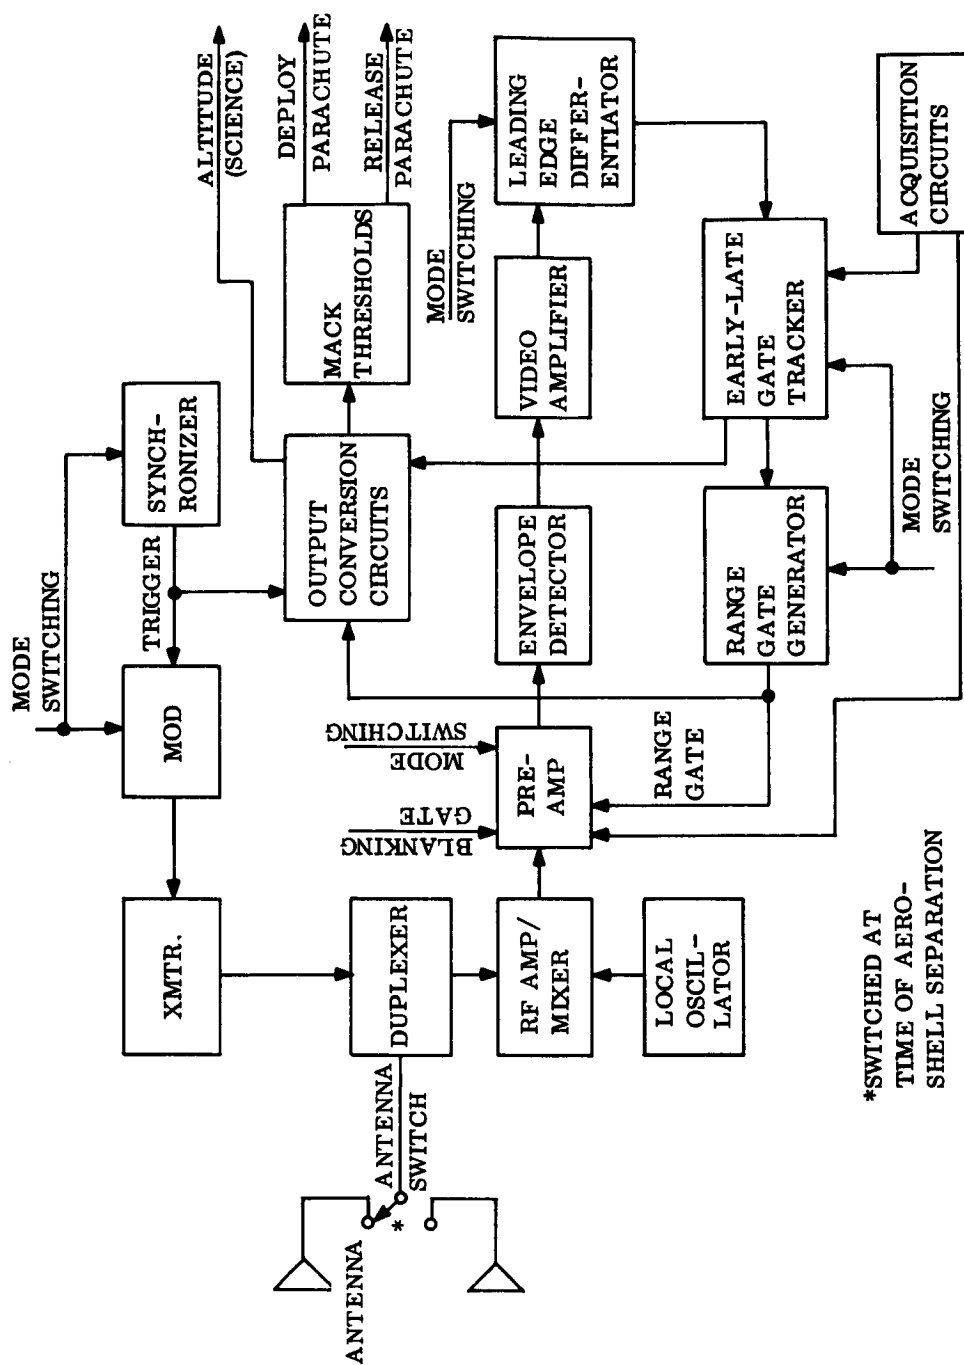 MODE
SWITCHING
SYNCH-
RONIZER
TRIGGER
MOD
XMTR.
ALTITUDE
(SCIENCE)
DEPLOY
PARACHUTE
RELEASE
PARACHUTE
MACK
THRESHOLDS
OUTPUT
CONVERSION
CIRCUITS
ANTENNA
*
ANTENNA
SWITCH
DUPLEXER
BLANKING
GATE
MODE
SWITCHING
RF AMP/
MIXER
PRE-
AMP
ENVELOPE
DETECTOR
VIDEO
AMPLIFIER
MODE
SWITCHING
LEADING
EDGE
DIFFER-
ENTIATOR
LOCAL
OSCIL-
LATOR
RANGE
GATE
RANGE
GATE
GENERATOR
EARLY-LATE
GATE
TRACKER
MODE
SWITCHING
ACQUISITION
CIRCUITS
*SWITCHED AT
TIME OF AERO-
SHELL SEPARATION